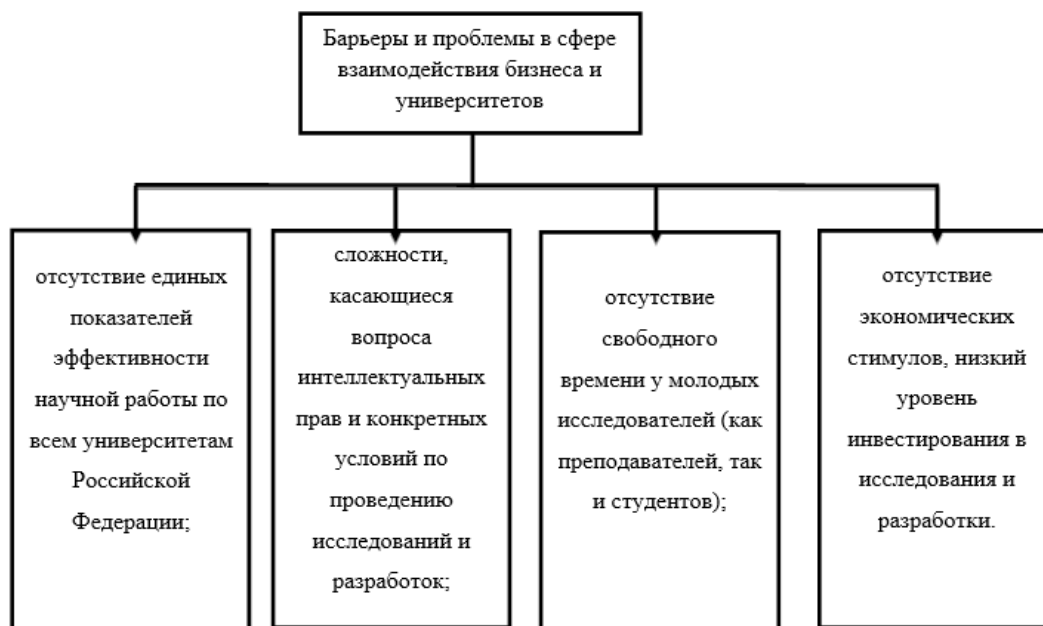 Барьеры и проблемы в сфере
взаимодействия бизнеса и
университетов
отсутствие единых
показателей
эффективности
научной работы по
всем университетам
Российской
Федерации;
сложности,
касающиеся
вопроса
интеллектуальных
прав и конкретных
условий по
проведению
исследований и
разработок;
отсутствие
свободного
времени у молодых
исследователей (как
преподавателей, так
и студентов);
отсутствие
экономических
стимулов, низкий
уровень
инвестирования в
исследования и
разработки.